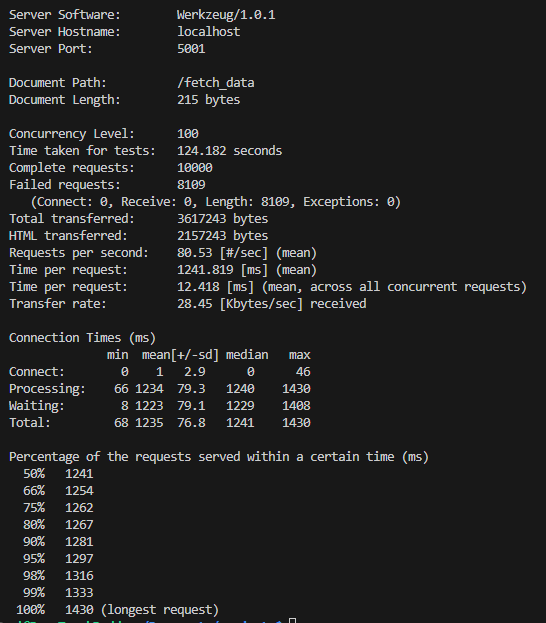 Server Software:        Werkzeug/1.0.1
Server Hostname:        localhost
Server Port:            5001
Document Path:          /fetch_data
Document Length:        215 bytes
Concurrency Level:      100
Time taken for tests:   124.182 seconds
Complete requests:      10000
Failed requests:        8109
   (Connect: 0, Receive: 0, Length: 8109, Exceptions: 0)
Total transferred:      3617243 bytes
HTML transferred:       2157243 bytes
Requests per second:    80.53 [#/sec] (mean)
Time per request:       1241.819 [ms] (mean)
Time per request:       12.418 [ms] (mean, across all concurrent requests)
Transfer rate:          28.45 [Kbytes/sec] received
Connection Times (ms)
              min  mean[+/-sd] median   max
Connect:        0    1   2.9      0      46
Processing:    66 1234  79.3   1240    1430
Waiting:        8 1223  79.1   1229    1408
Total:         68 1235  76.8   1241    1430
Percentage of the requests served within a certain time (ms)
  50%   1241
  66%   1254
  75%   1262
  80%   1267
  90%   1281
  95%   1297
  98%   1316
  99%   1333
 100%   1430 (longest request)